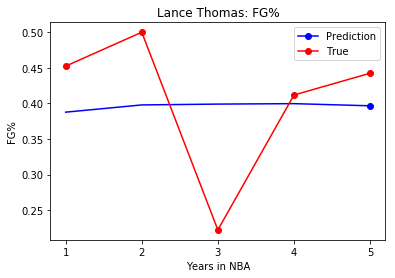 Lance Thomas: FG%
Prediction
True
FG%
0.50
0.45
0.40
0.35
0.30
0.25
1 2 3 4 5
Years in NBA